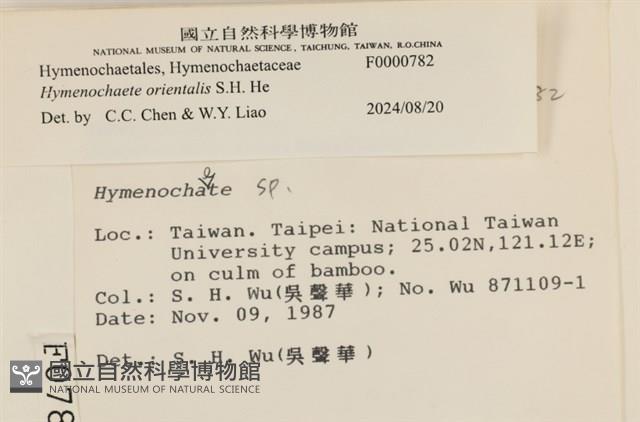 國立自然科學博物館
NATIONAL MUSEUM OF NATURAL SCIENCE, TAICHUNG, TAIWAN, R.O.CHINA
Hymenochaetales, Hymenochaetaceae F0000782
Hymenochaete orientalis S.H. He
Det. by C.C. Chen & W.Y. Liao 2024/08/20
Hymenochaete sp.
Loc.: Taiwan. Taipei: National Taiwan
University campus; 25.02N,121.12E;
on culm of bamboo.
Col.: S. H. Wu(吳聲華); No. Wu 871109-1
Date: Nov. 09, 1987
Det.: S. H. Wu(吳聲華)
國立自然科學博物館
NATIONAL MUSEUM OF NATURAL SCIENCE